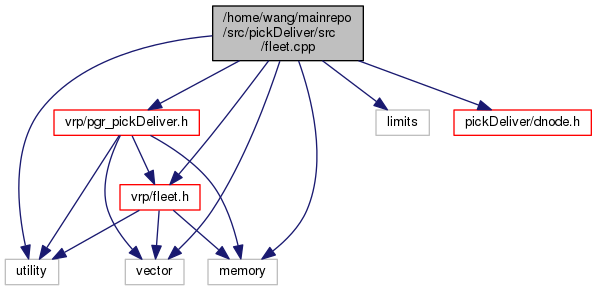 /home/wang/mainrepo
/src/pickDeliver/src
/fleet.cpp
vrp/pgr_pickDeliver.h
limits
pickDeliver/dnode.h
vrp/fleet.h
utility
vector
memory